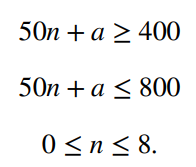 50n + a ≥ 400
50n + a ≤ 800
0 ≤ n ≤ 8.